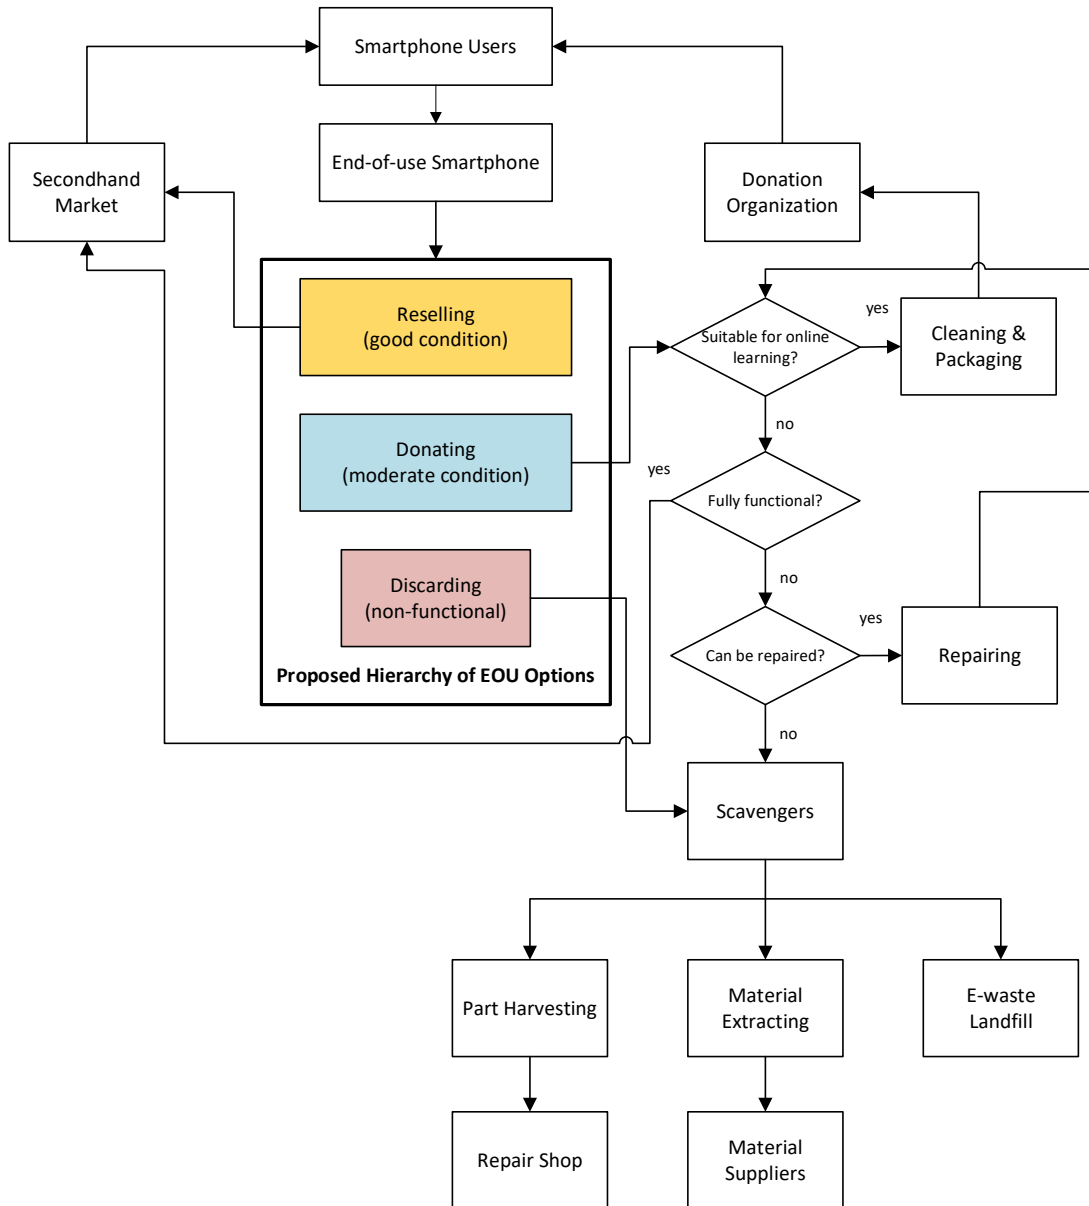 Smartphone Users
End-of-use Smartphone
Secondhand
Market
Donation
Organization
Reselling
(good condition)
Suitable for online
learning?
yes
Cleaning &
Packaging
Donating
(moderate condition)
no
yes
Fully functional?
no
Discarding
(non-functional)
Can be repaired?
yes
Repairing
Proposed Hierarchy of EOU Options
no
Scavengers
Part Harvesting
Material
Extracting
E-waste
Landfill
Repair Shop
Material
Suppliers